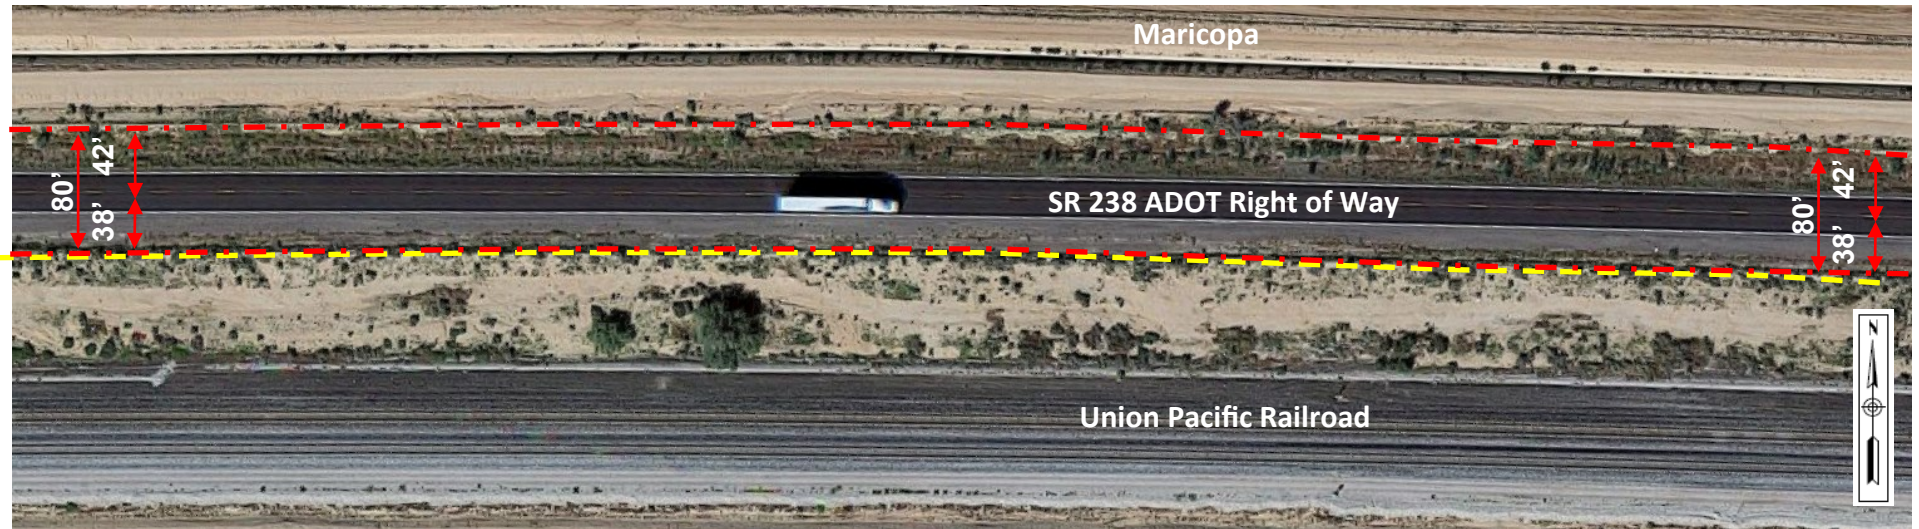 Maricopa
80’
42’
38’
SR 238 ADOT Right of Way
80’
42’
38’
N
Union Pacific Railroad